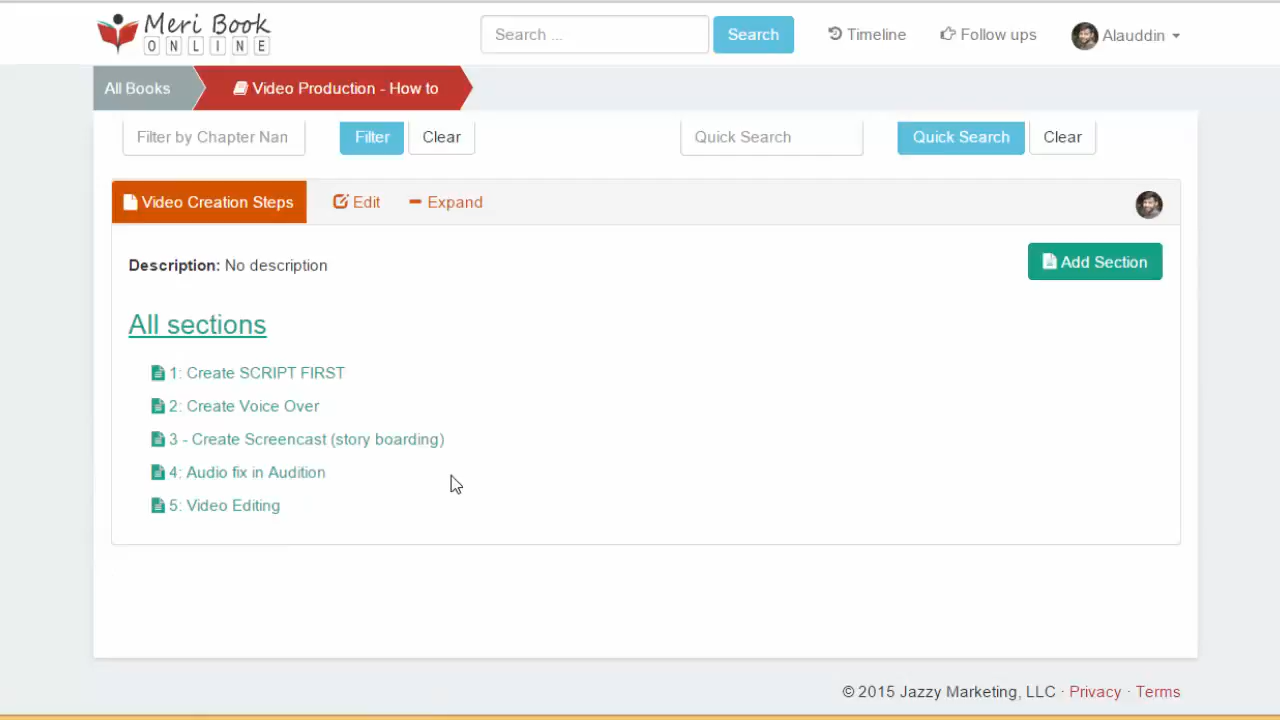 Meri Book
ONLINE
Search ...
Search
Timeline
Follow ups
Alauddin
All Books
Video Production - How to
Filter by Chapter Nan
Filter
Clear
Quick Search
Quick Search
Clear
Video Creation Steps
Edit
Expand
Description: No description
Add Section
All sections
1: Create SCRIPT FIRST
2: Create Voice Over
3 - Create Screencast (story boarding)
4: Audio fix in Audition
5: Video Editing
© 2015 Jazzy Marketing, LLC · Privacy · Terms